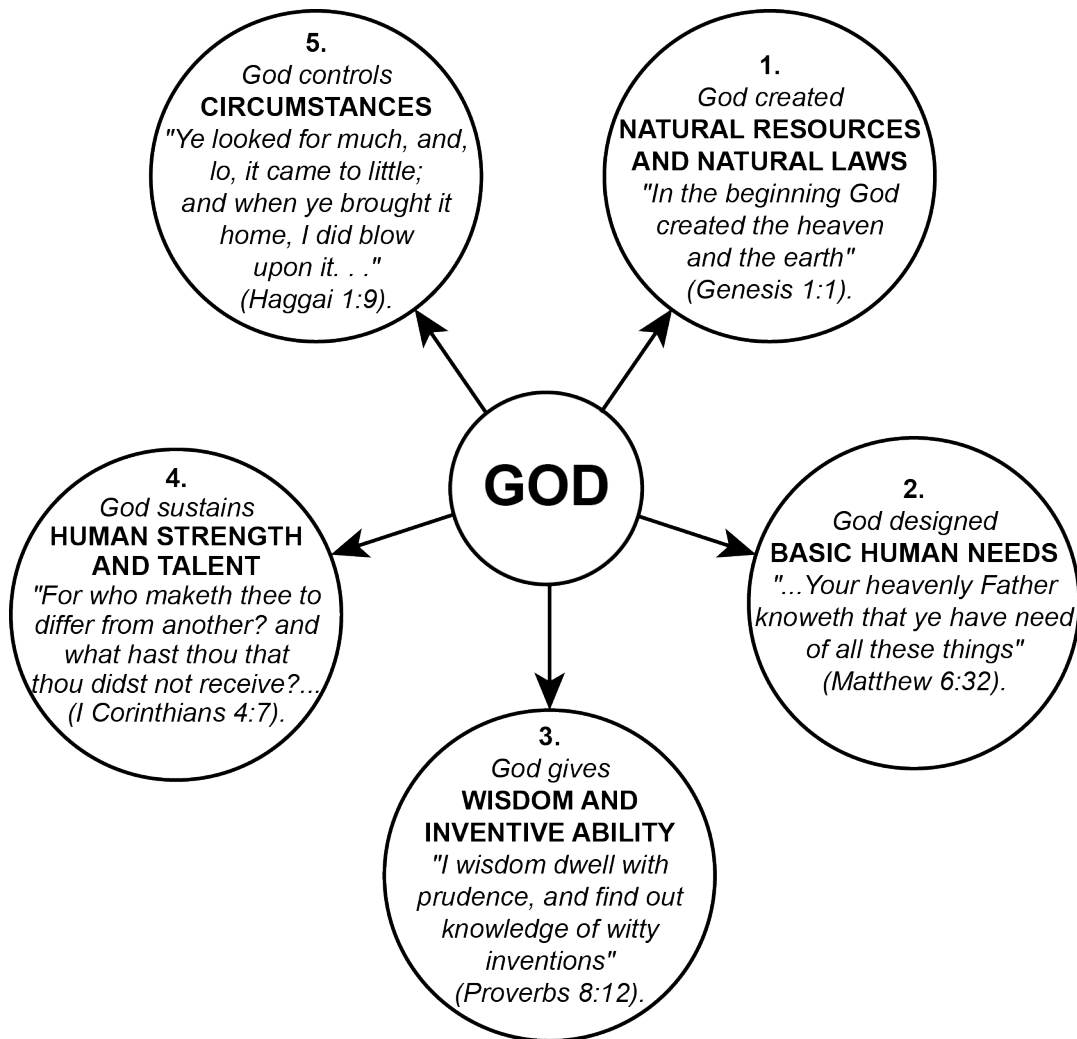 GOD
1.
God created
NATURAL RESOURCES
AND NATURAL LAWS
"In the beginning God
created the heaven
and the earth"
(Genesis 1:1).
2.
God designed
BASIC HUMAN NEEDS
"...Your heavenly Father
knoweth that ye have need
of all these things"
(Matthew 6:32).
3.
God gives
WISDOM AND
INVENTIVE ABILITY
"I wisdom dwell with
prudence, and find out
knowledge of witty
inventions"
(Proverbs 8:12).
4.
God sustains
HUMAN STRENGTH
AND TALENT
"For who maketh thee to
differ from another? and
what hast thou that
thou didst not receive?...
(I Corinthians 4:7).
5.
God controls
CIRCUMSTANCES
"Ye looked for much, and,
lo, it came to little;
and when ye brought it
home, I did blow
upon it. . ."
(Haggai 1:9).